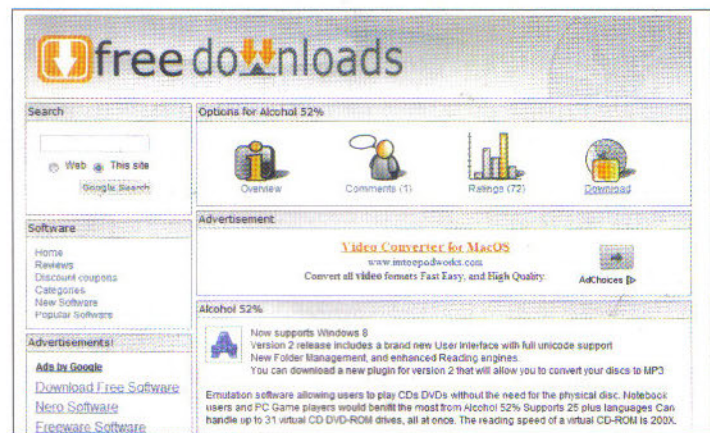 free downloads
Search
Web This site
Google Search
Software
Home
Reviews
Discount coupons
Categories
New Software
Popular Software
Advertisements!
Ads by Google
Download Free Software
Nero Software
Freeware Software
Options for Alcohol 52%
Overview
Comments (1)
Ratings (72)
Download
Advertisement
Video Converter for MacOS
www.imtoopodworks.com
Convert all video formats Fast Easy, and High Quality.
AdChoices
Alcohol 52%
Now supports Windows 8
Version 2 release includes a brand new User Interface with full unicode support
New Folder Management, and enhanced Reading engines.
You can download a new plugin for version 2 that will allow you to convert your discs to MP3
Emulation software allowing users to play CDs DVDs without the need for the physical disc. Notebook
users and PC Game players would benifit the most from Alcohol 52% Supports 25 plus languages Can
handle up to 31 virtual CD DVD-ROM drives, all at once. The reading speed of a virtual CD-ROM is 200X.